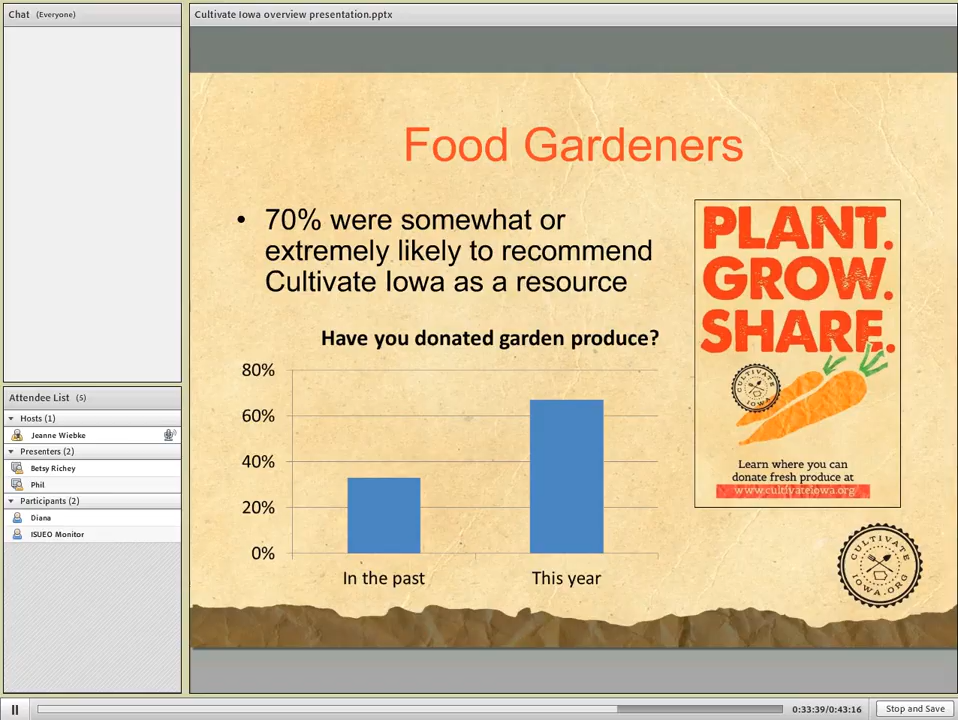 Chat (Everyone)
Cultivate Iowa overview presentation.pptx
Attendee List (5)
Hosts (1)
Jeanne Wiebke
Presenters (2)
Betsy Richey
Phil
Participants (2)
Diana
ISUEO Monitor
Food Gardeners
• 70% were somewhat or
extremely likely to recommend
Cultivate Iowa as a resource
Have you donated garden produce?
80%
60%
40%
20%
0%
In the past
This year
PLANT.
GROW.
SHARE.
CULTIVATE
IOWA
Learn where you can
donate fresh produce at
www.cultivateiowa.org
CULTIVATE
IOWA.ORG
0:33:39/0:43:16
Stop and Save